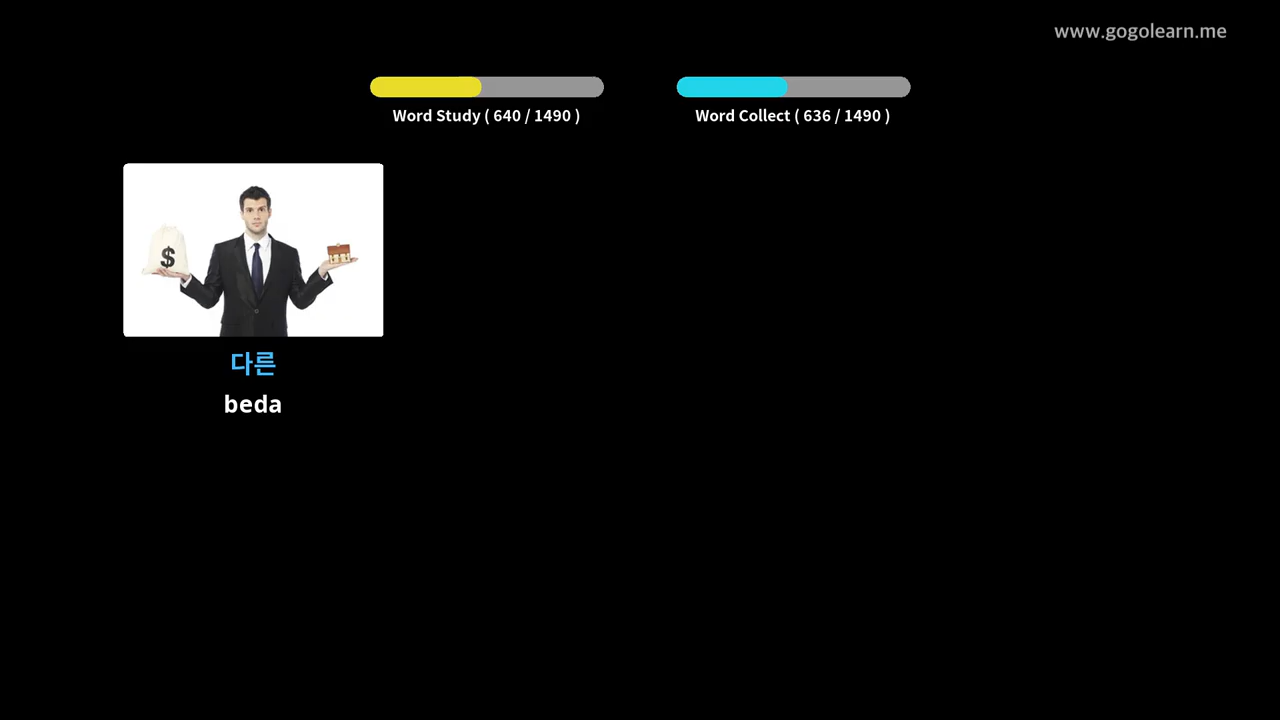 www.gogolearn.me
Word Study ( 640 / 1490 )
Word Collect ( 636 / 1490 )
$
다른
beda